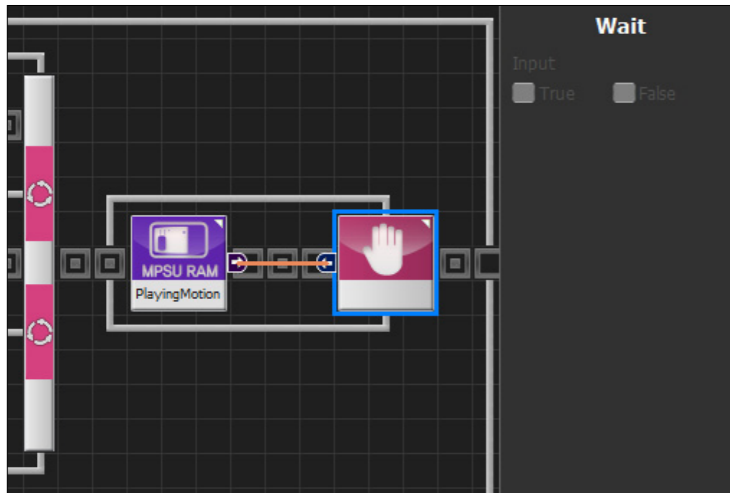 Wait
Input
True
False
MPSU RAM
PlayingMotion